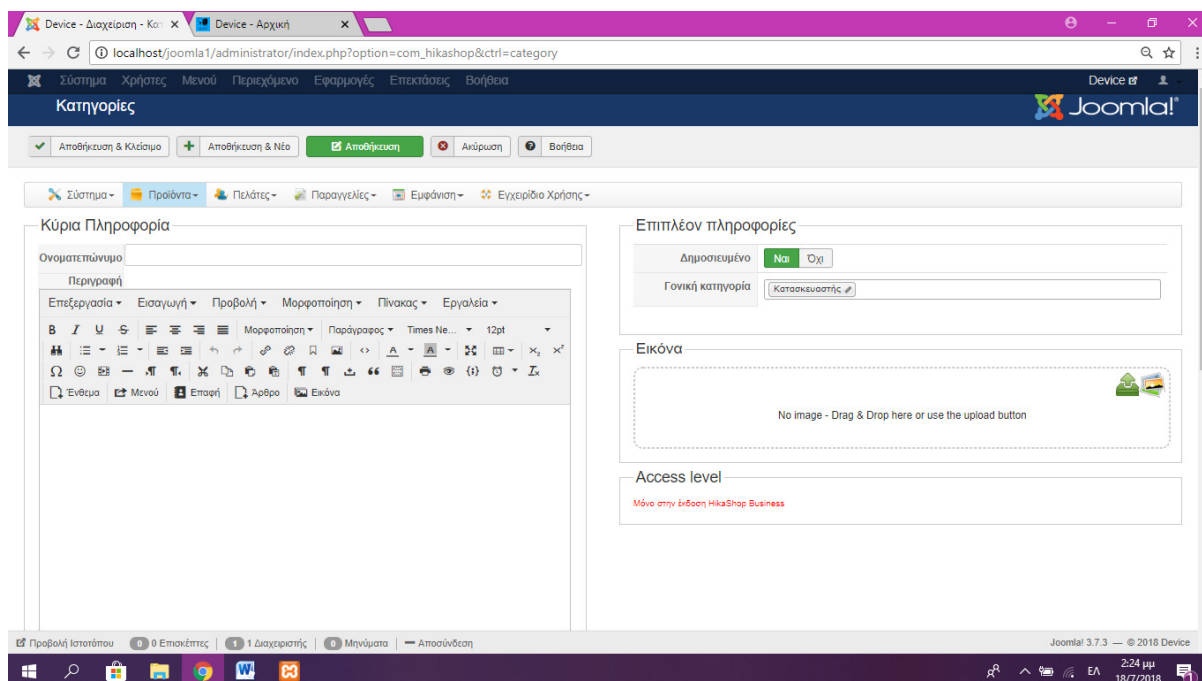 Device - Διαχείριση - Κατ
Device - Αρχική
localhost/joomla1/administrator/index.php?option=com_hikashop&ctrl=category
Σύστημα Χρήστες Μενού Περιεχόμενο Εφαρμογές Επεκτάσεις Βοήθεια Device
Κατηγορίες Joomla!®
Αποθήκευση & Κλείσιμο Αποθήκευση & Νέο Αποθήκευση Ακύρωση Βοήθεια
Σύστημα Προϊόντα Πελάτες Παραγγελίες Εμφάνιση Εγχειρίδιο Χρήσης
Κύρια Πληροφορία
Ονοματεπώνυμο
Περιγραφή
Επεξεργασία Εισαγωγή Προβολή Μορφοποίηση Πίνακας Εργαλεία
B I U S Μορφοποίηση Παράγραφος Times Ne... 12pt
Ένθεμα Μενού Επαφή Άρθρο Εικόνα
Επιπλέον πληροφορίες
Δημοσιευμένο Ναι Όχι
Γονική κατηγορία Κατασκευαστής
Εικόνα
No image - Drag & Drop here or use the upload button
Access level
Μόνο στην έκδοση HikaShop Business
Προβολή Ιστοτόπου 0 0 Επισκέπτες 1 1 Διαχειριστής 0 Μηνύματα Αποσύνδεση Joomla! 3.7.3 — © 2018 Device
ΕΛ 2:24 μμ
18/7/2018